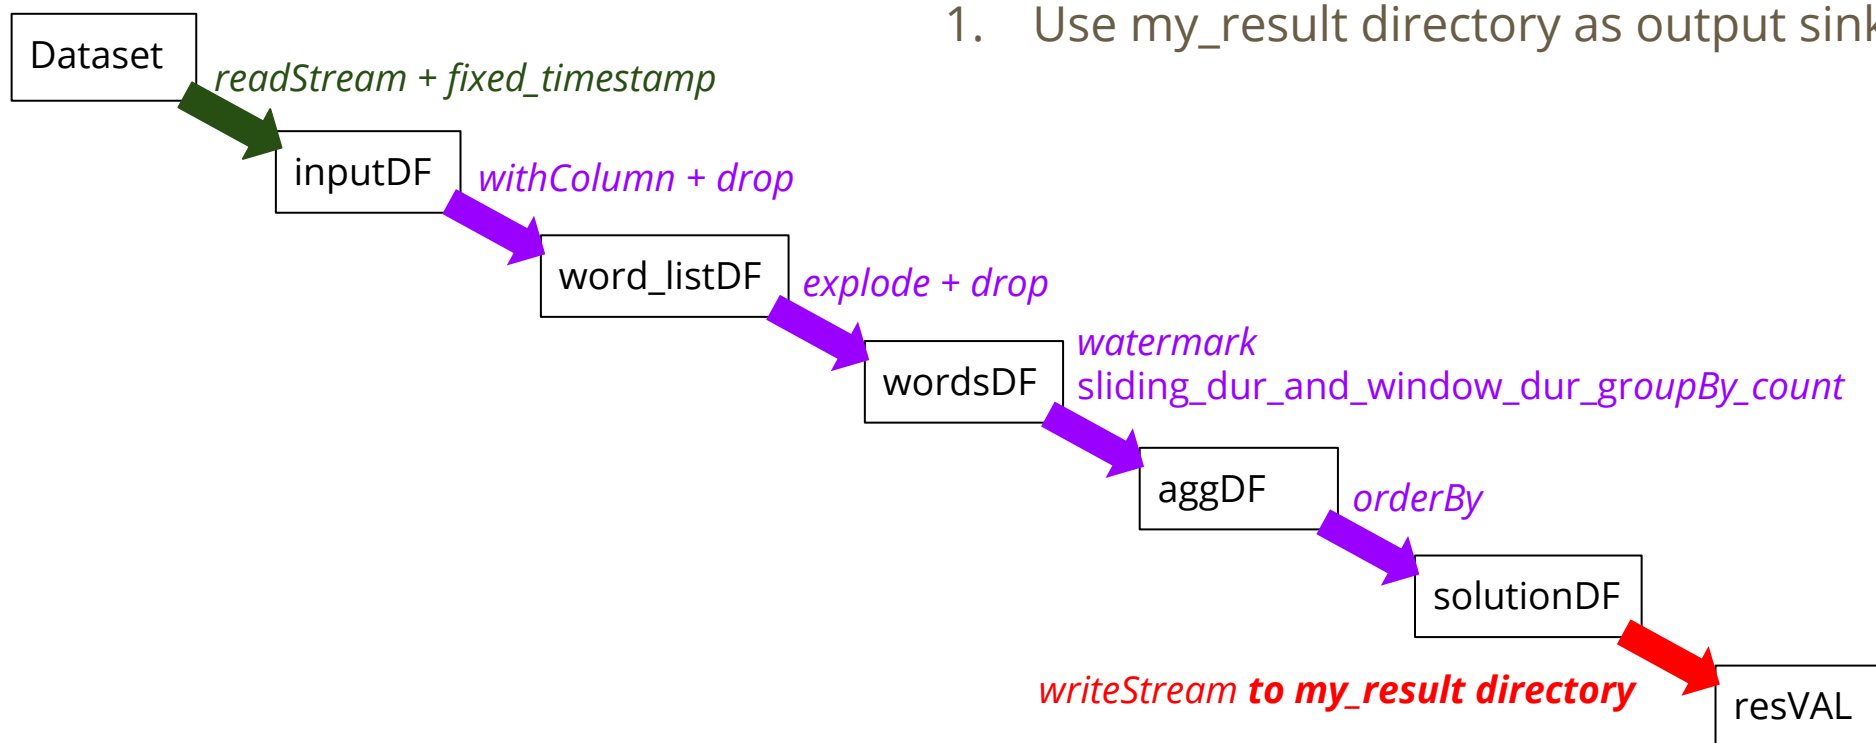 1. Use my_result directory as output sink
Dataset
readStream + fixed_timestamp
inputDF
withColumn + drop
word_listDF
explode + drop
wordsDF
watermark
sliding_dur_and_window_dur_groupBy_count
aggDF
orderBy
solutionDF
writeStream to my_result directory
resVAL